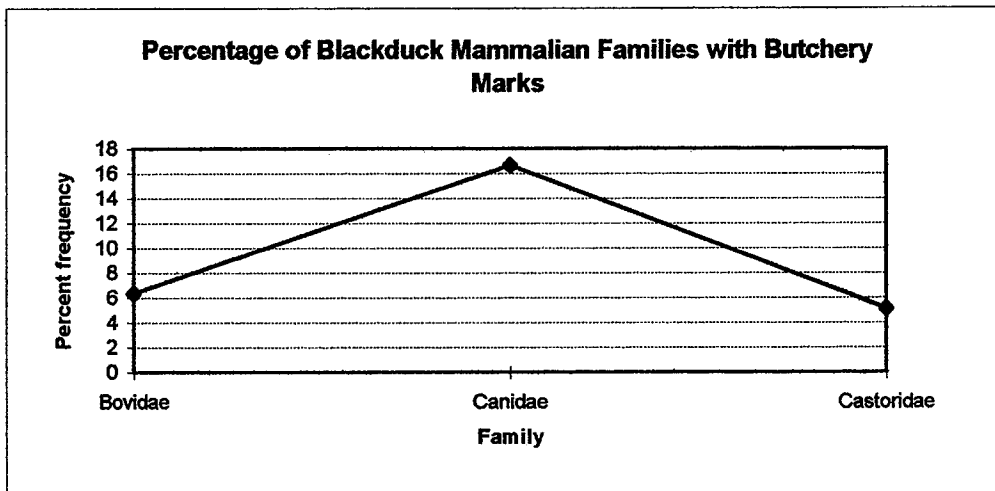 Percentage of Blackduck Mammalian Families with Butchery
Marks
Percent frequency
18
16
14
12
10
8
6
4
2
0
Bovidae
Canidae
Castoridae
Family